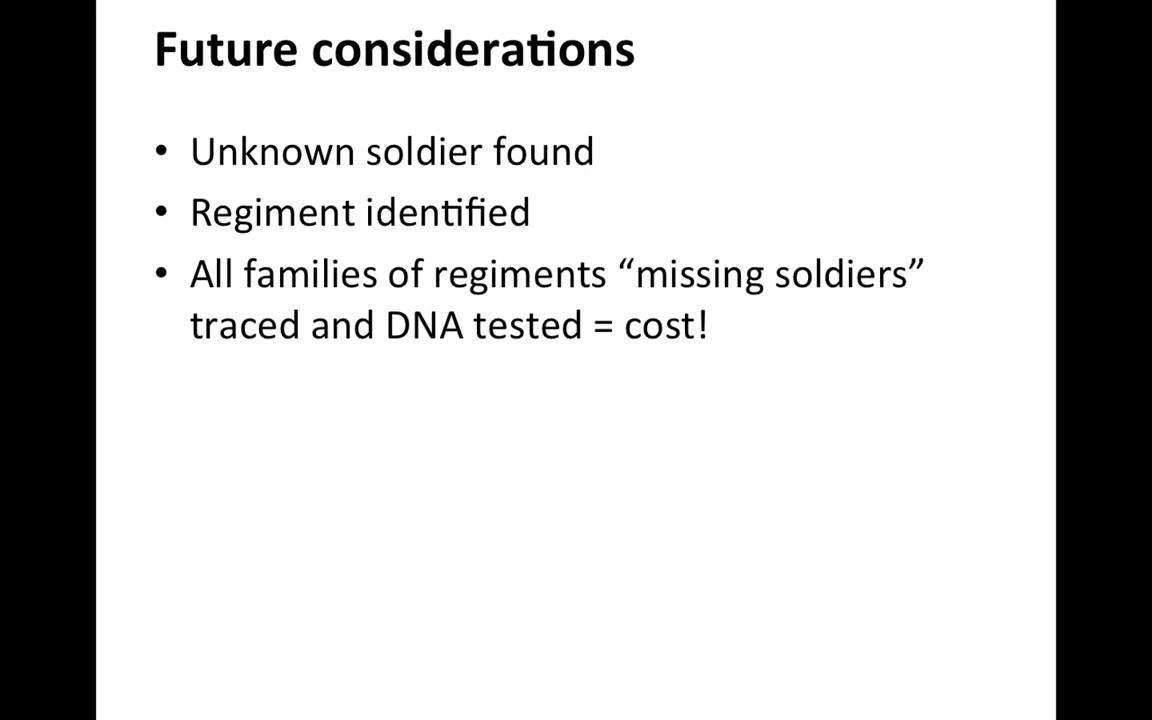 Future considerations
• Unknown soldier found
• Regiment identified
• All families of regiments “missing soldiers”
traced and DNA tested = cost!